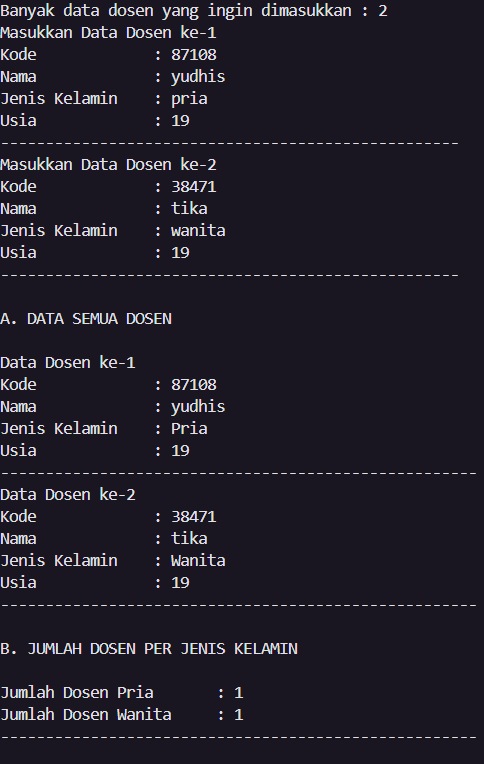 Banyak data dosen yang ingin dimasukkan : 2
Masukkan Data Dosen ke-1
Kode             : 87108
Nama             : yudhis
Jenis Kelamin    : pria
Usia             : 19
---------------------------------------------------
Masukkan Data Dosen ke-2
Kode             : 38471
Nama             : tika
Jenis Kelamin    : wanita
Usia             : 19
---------------------------------------------------
A. DATA SEMUA DOSEN
Data Dosen ke-1
Kode             : 87108
Nama             : yudhis
Jenis Kelamin    : Pria
Usia             : 19
-----------------------------------------------------
Data Dosen ke-2
Kode             : 38471
Nama             : tika
Jenis Kelamin    : Wanita
Usia             : 19
-----------------------------------------------------
B. JUMLAH DOSEN PER JENIS KELAMIN
Jumlah Dosen Pria       : 1
Jumlah Dosen Wanita     : 1
-----------------------------------------------------